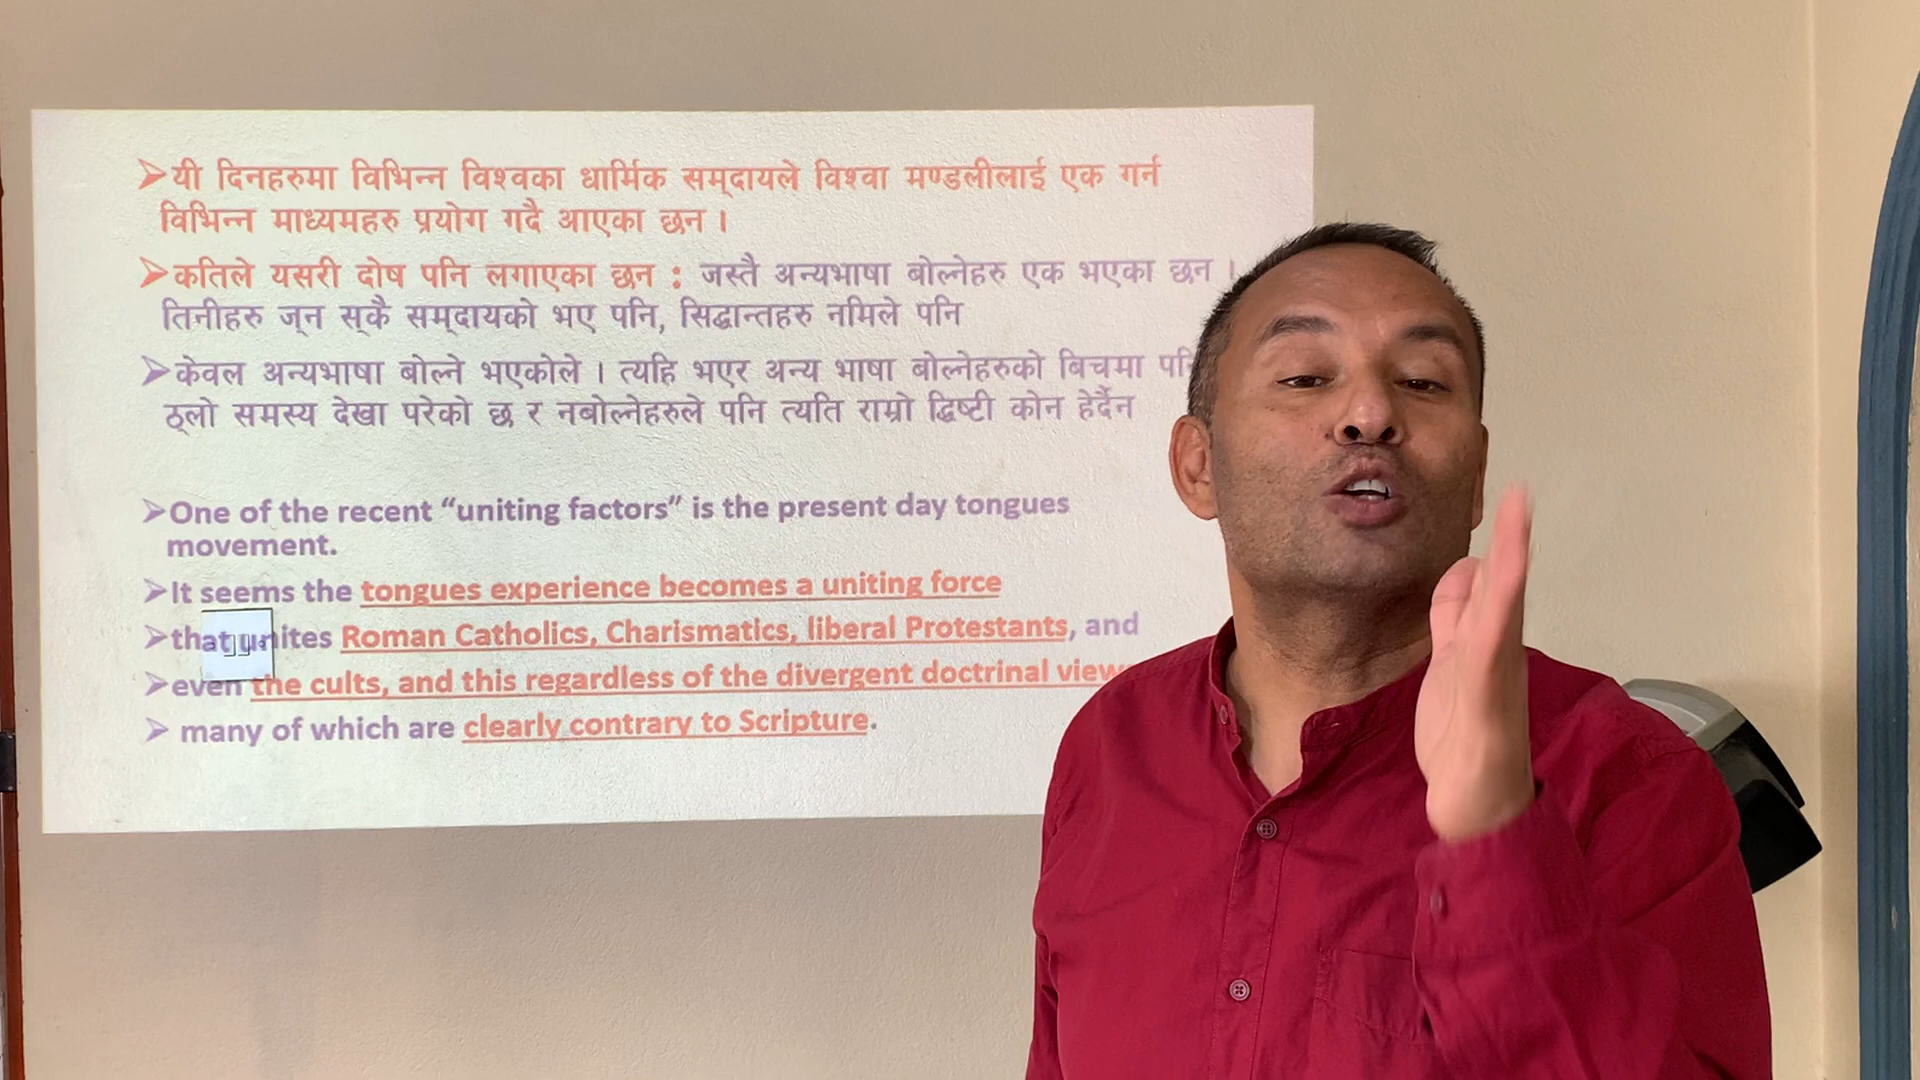 यी दिनहरुमा विभिन्न विश्वका धार्मिक सम्दायले विश्वा मण्डलीलाई एक गर्न
विभिन्न माध्यमहरु प्रयोग गर्दै आएका छन ।
कतिले यसरी दोष पनि लगाएका छन : जस्तै अन्यभाषा बोल्नेहरु एक भएका छन ।
तिनीहरु ज्न स्कै सम्दायको भए पनि, सिद्धान्तहरु नमिले पनि
केवल अन्यभाषा बोल्ने भएकोले । त्यहि भएर अन्य भाषा बोल्नेहरुको बिचमा
ठ्लो समस्य देखा परेको छ र नबोल्नेहरुले पनि त्यति राम्रो द्विष्टी कोन हेर्दैन
One of the recent “uniting factors” is the present day tongues
movement.
It seems the tongues experience becomes a uniting force
that unites Roman Catholics, Charismatics, liberal Protestants, and
even the cults, and this regardless of the divergent doctrinal
many of which are clearly contrary to Scripture.